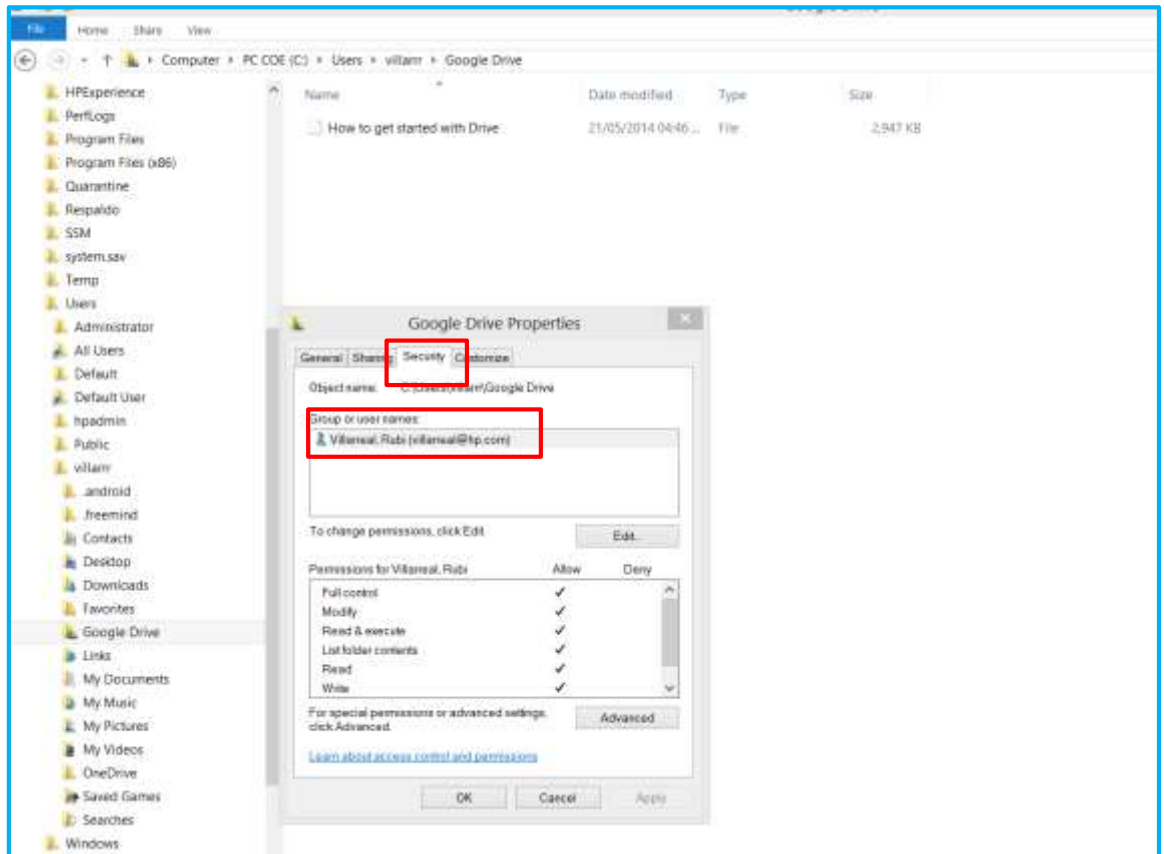 File Home Share View
Computer PC COE (C:) Users villarr Google Drive
Name Date modified Type Size
How to get started with Drive 21/05/2014 04:46 ... File 2,947 KB
HPExperience
PerfLogs
Program Files
Program Files (x86)
Quarantine
Respaldo
SSM
system.sav
Temp
Users
Administrator
All Users
Default
Default User
hpadmin
Public
villarr
.android
.freemind
Contacts
Desktop
Downloads
Favorites
Google Drive
Links
My Documents
My Music
My Pictures
My Videos
OneDrive
Saved Games
Searches
Windows
Google Drive Properties
General Sharing Security Customize
Object name: Google Drive
Group or user names:
Villarreal, Rubi (villarreal@hp.com)
To change permissions, click Edit.
Edit...
Permissions for Villarreal, Rubi Allow Deny
Full control
Modify
Read & execute
List folder contents
Read
Write
For special permissions or advanced settings,
click Advanced.
Advanced
Learn about access control and permissions
OK Cancel Apply